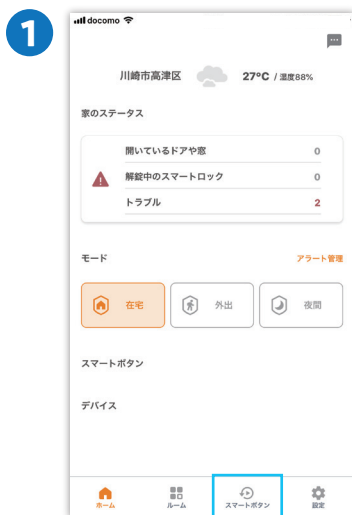 1
docomo
川崎市高津区 27°C / 湿度88%
家のステータス
開いているドアや窓 0
解錠中のスマートロック 0
トラブル 2
モード アラート管理
在宅 外出 夜間
スマートボタン
デバイス
ホーム ルーム スマートボタン 設定